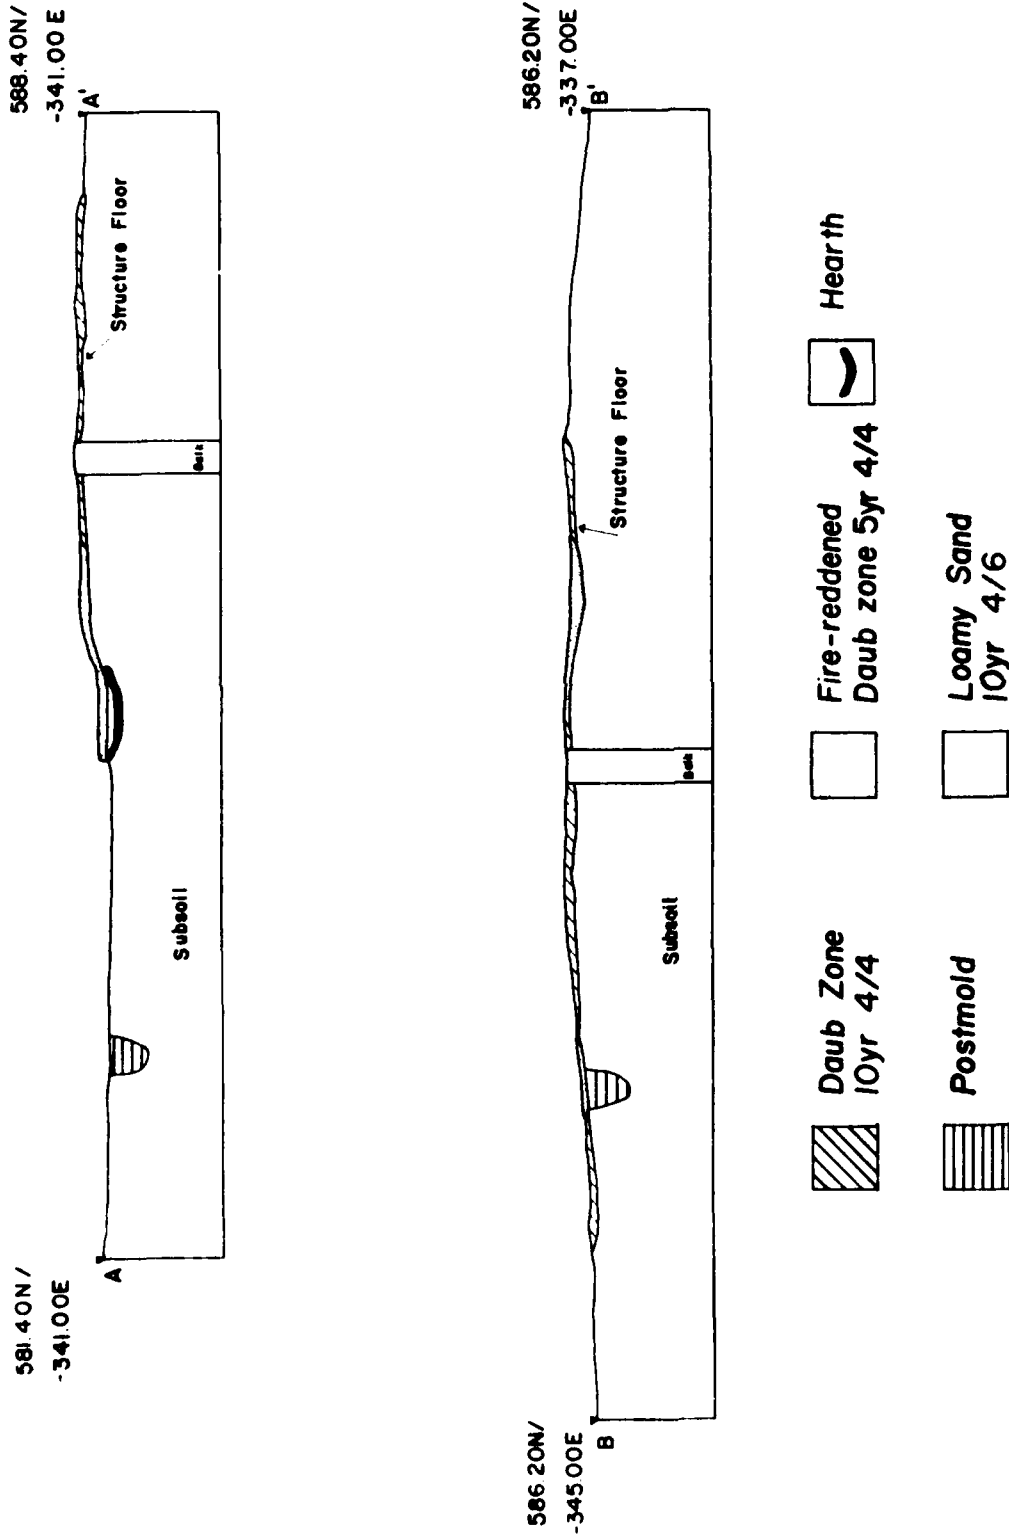 581.40N/
-341.00E
A
588.40N/
-341.00E
A'
Subsoil
Balk
Structure Floor
586.20N/
-345.00E
B
586.20N/
-337.00E
B'
Subsoil
Balk
Structure Floor
Daub Zone
10yr 4/4
Fire-reddened
Daub zone 5yr 4/4
Hearth
Postmold
Loamy Sand
10yr 4/6